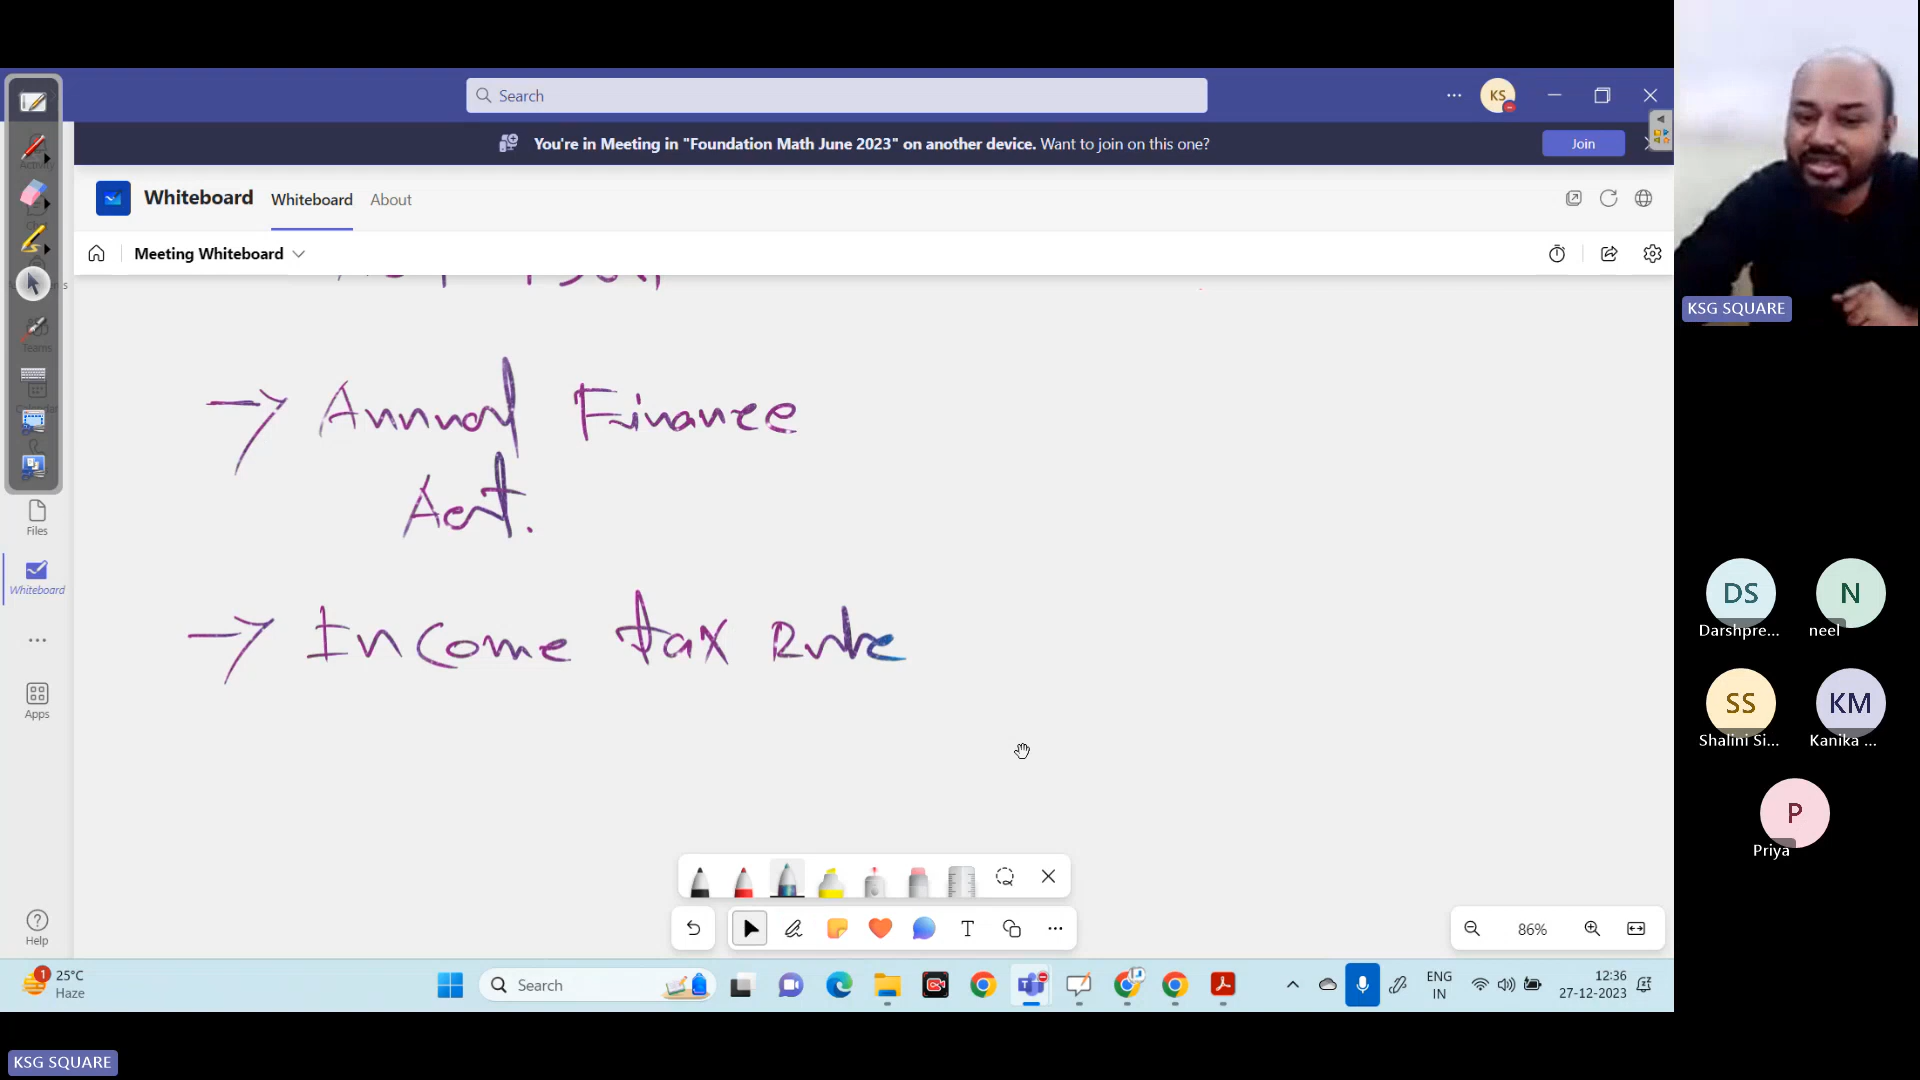 Search
KS
You're in Meeting in "Foundation Math June 2023" on another device. Want to join on this one?
Join
Whiteboard Whiteboard About
Meeting Whiteboard
KSG SQUARE
→ Annual Finance
Act.
→ Income tax Rule
Teams
Files
Whiteboard
Apps
Help
DS
N
Darshpre...
neel
SS
KM
Shalini Si...
Kanika ...
P
Priya
T
86%
1
25°C
Haze
Search
ENG
IN
12:36
27-12-2023
KSG SQUARE